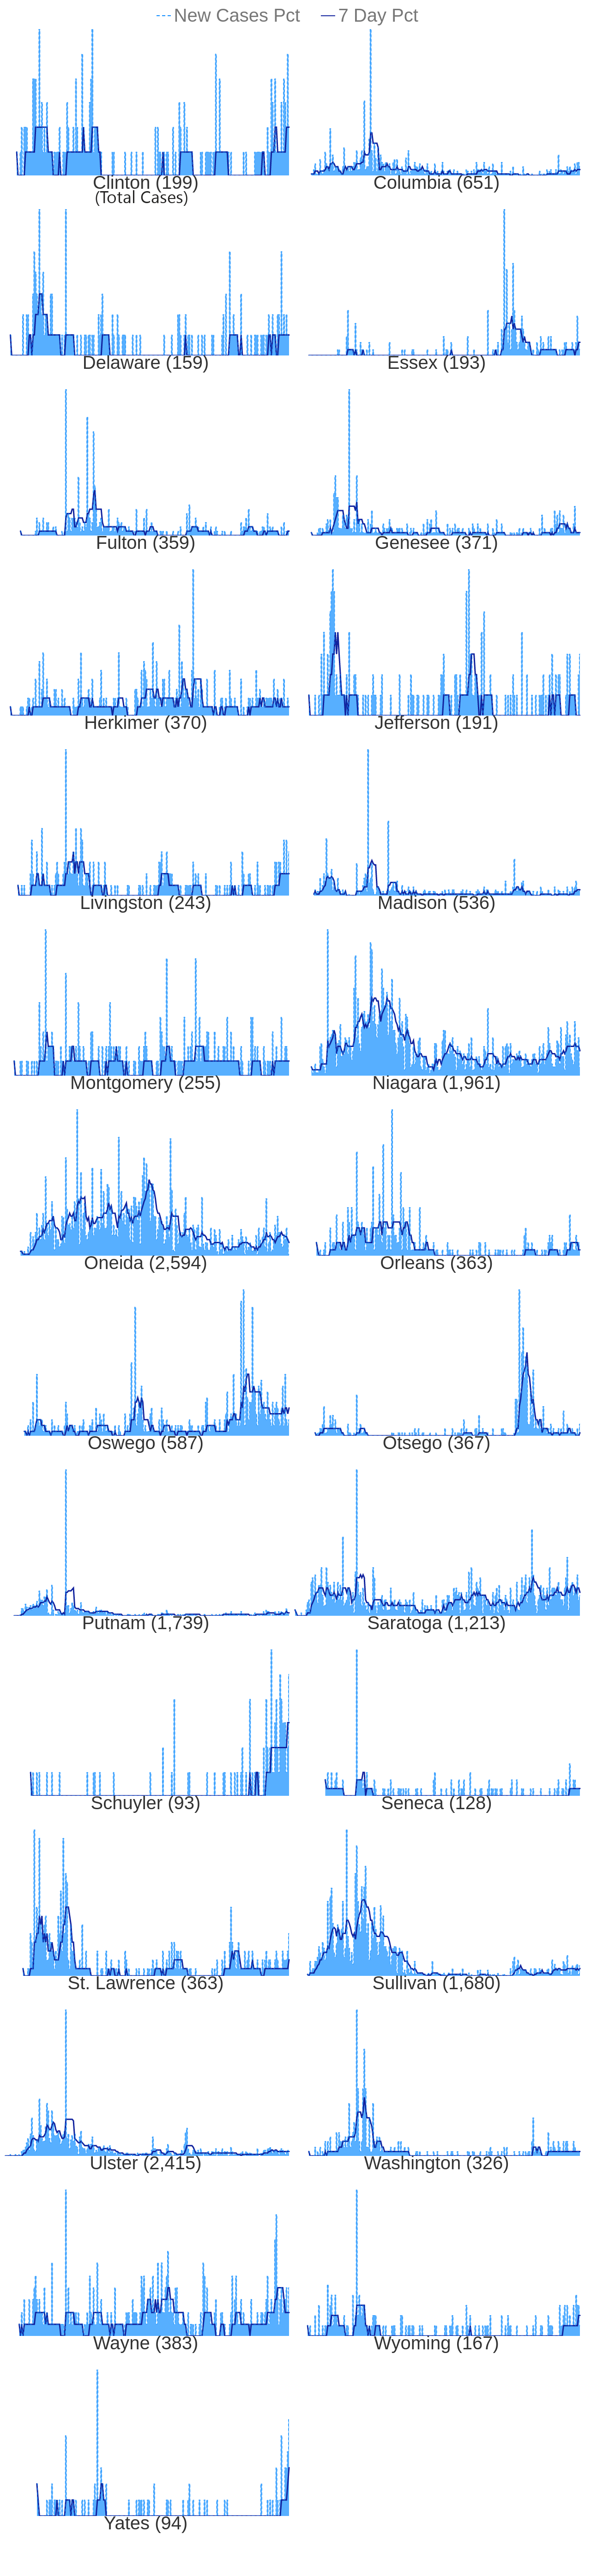 New Cases Pct 7 Day Pct
Clinton (199) Columbia (651)
(Total Cases)
Delaware (159) Essex (193)
Fulton (359) Genesee (371)
Herkimer (370) Jefferson (191)
Livingston (243) Madison (536)
Montgomery (255) Niagara (1,961)
Oneida (2,594) Orleans (363)
Oswego (587) Otsego (367)
Putnam (1,739) Saratoga (1,213)
Schuyler (93) Seneca (128)
St. Lawrence (363) Sullivan (1,680)
Ulster (2,415) Washington (326)
Wayne (383) Wyoming (167)
Yates (94)